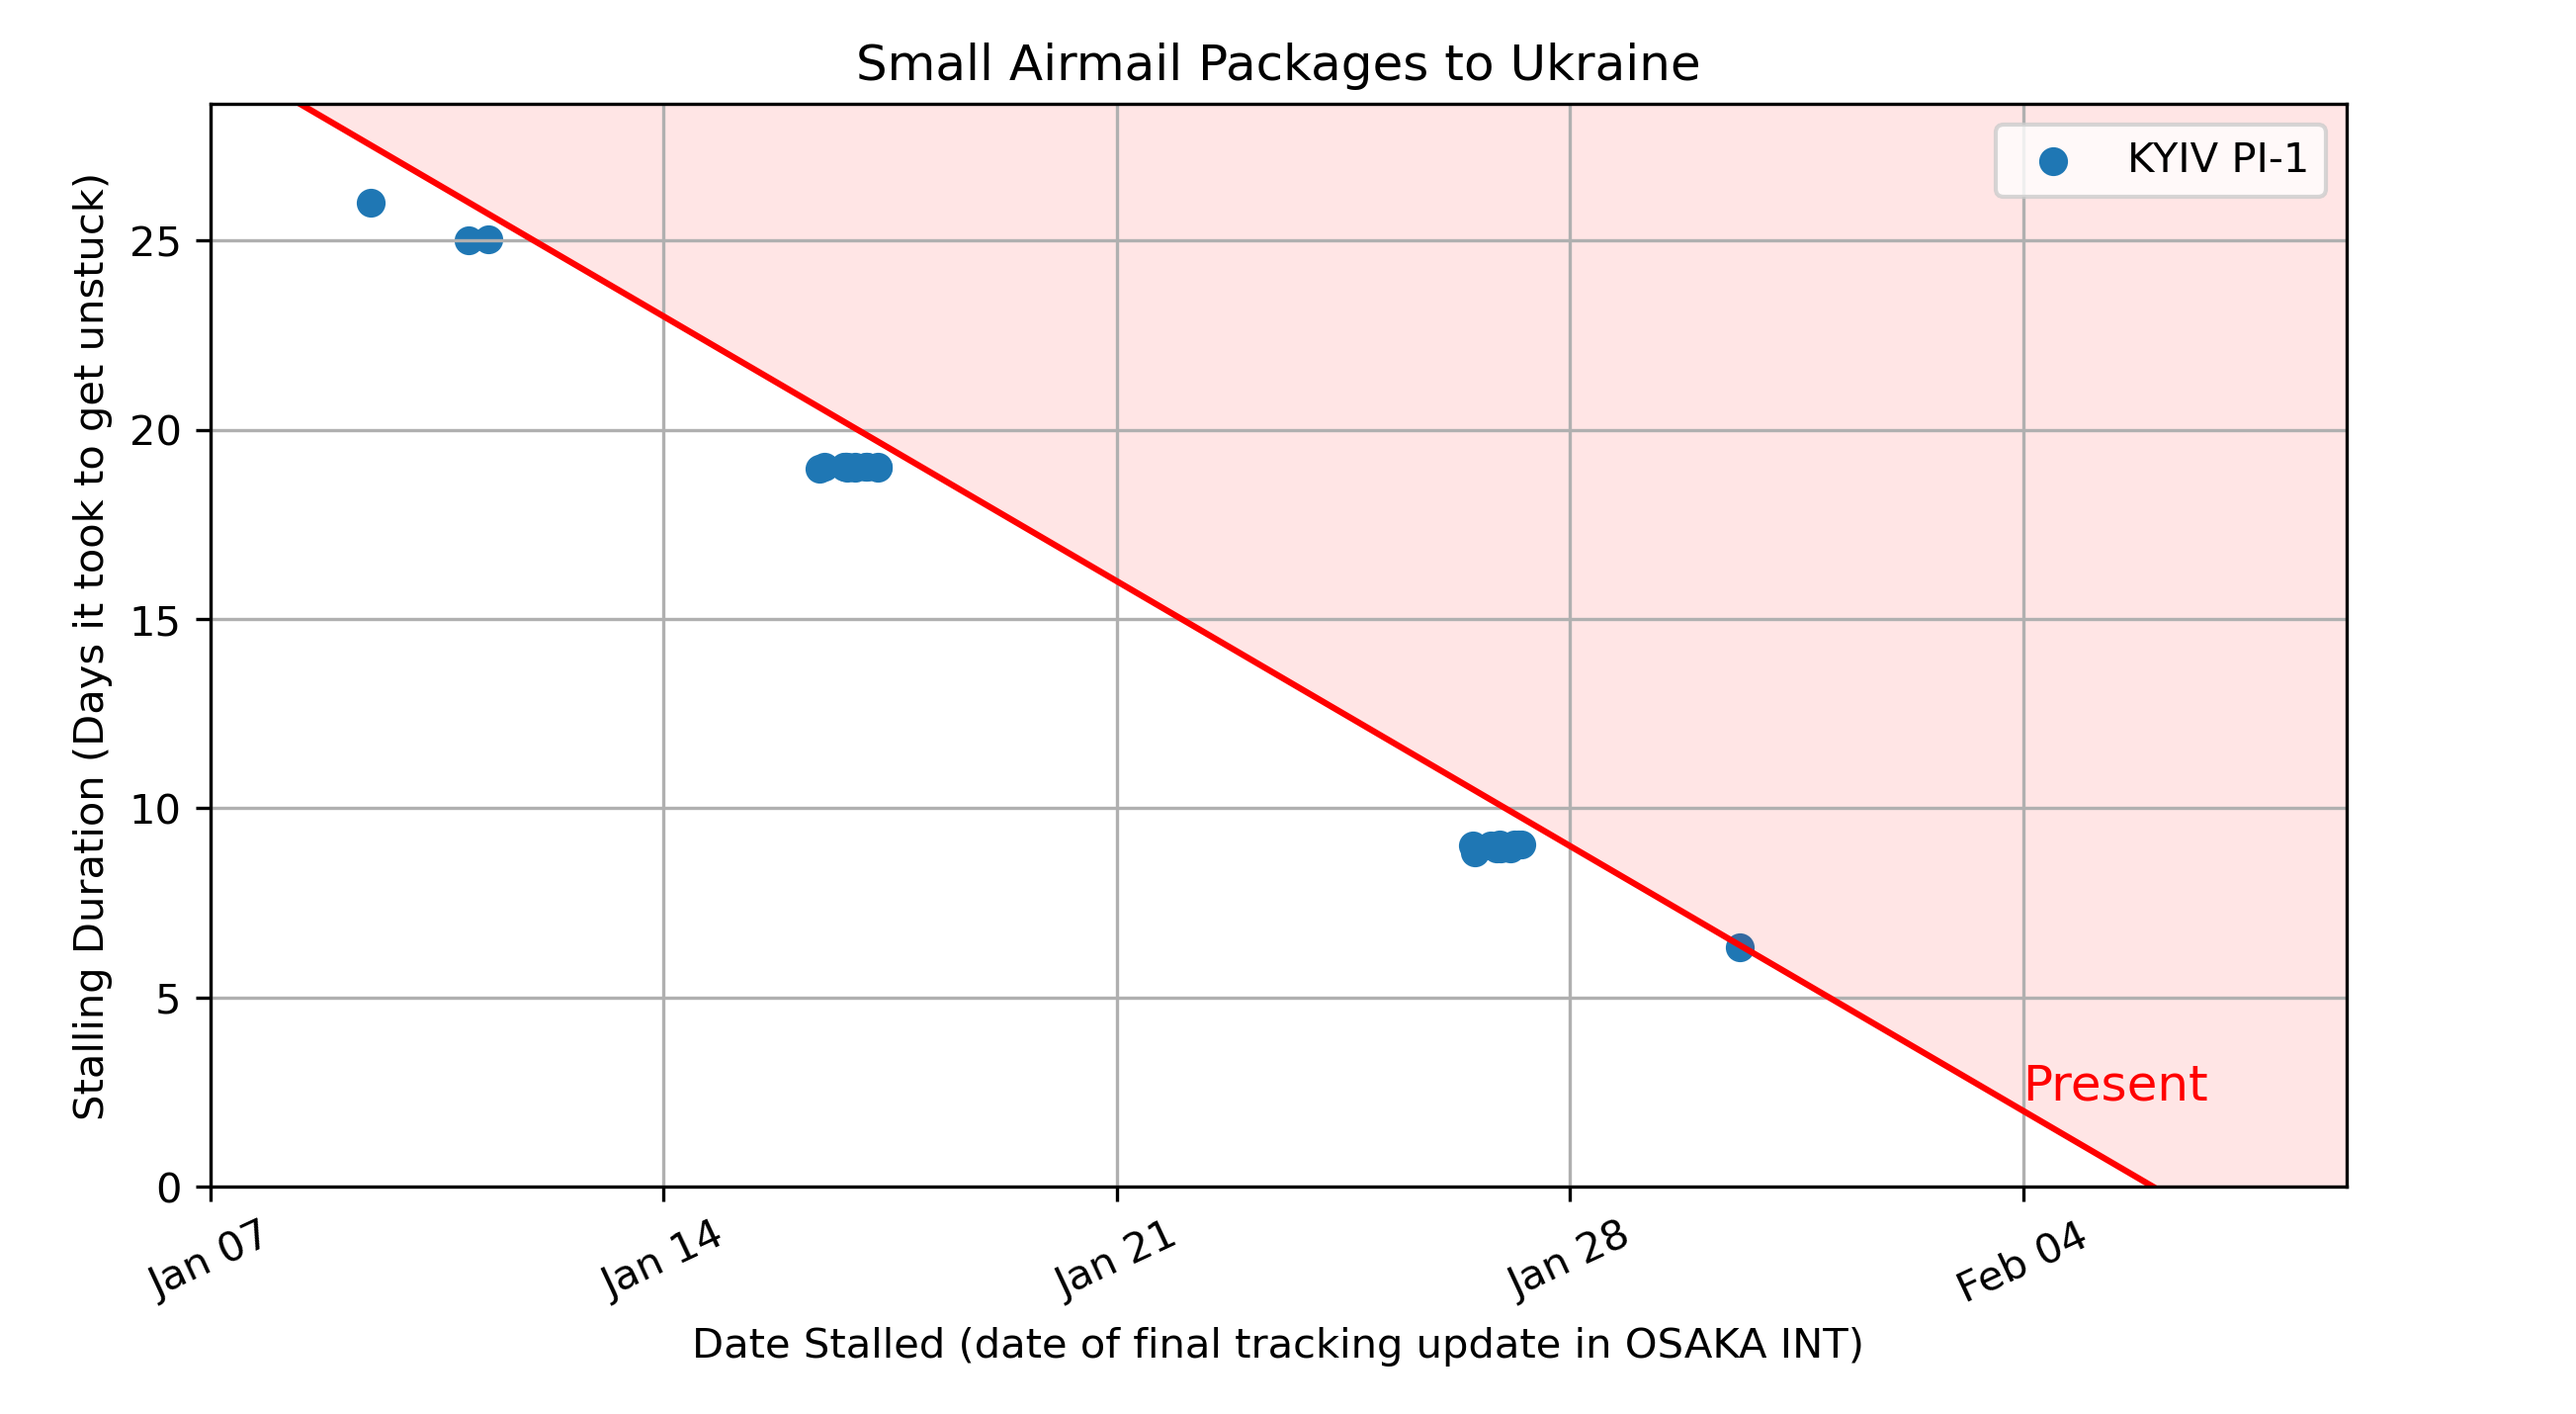 Small Airmail Packages to Ukraine
KYIV PI-1
Stalling Duration (Days it took to get unstuck)
25
20
15
10
5
0
Present
Jan 07
Jan 14
Jan 21
Jan 28
Feb 04
Date Stalled (date of final tracking update in OSAKA INT)